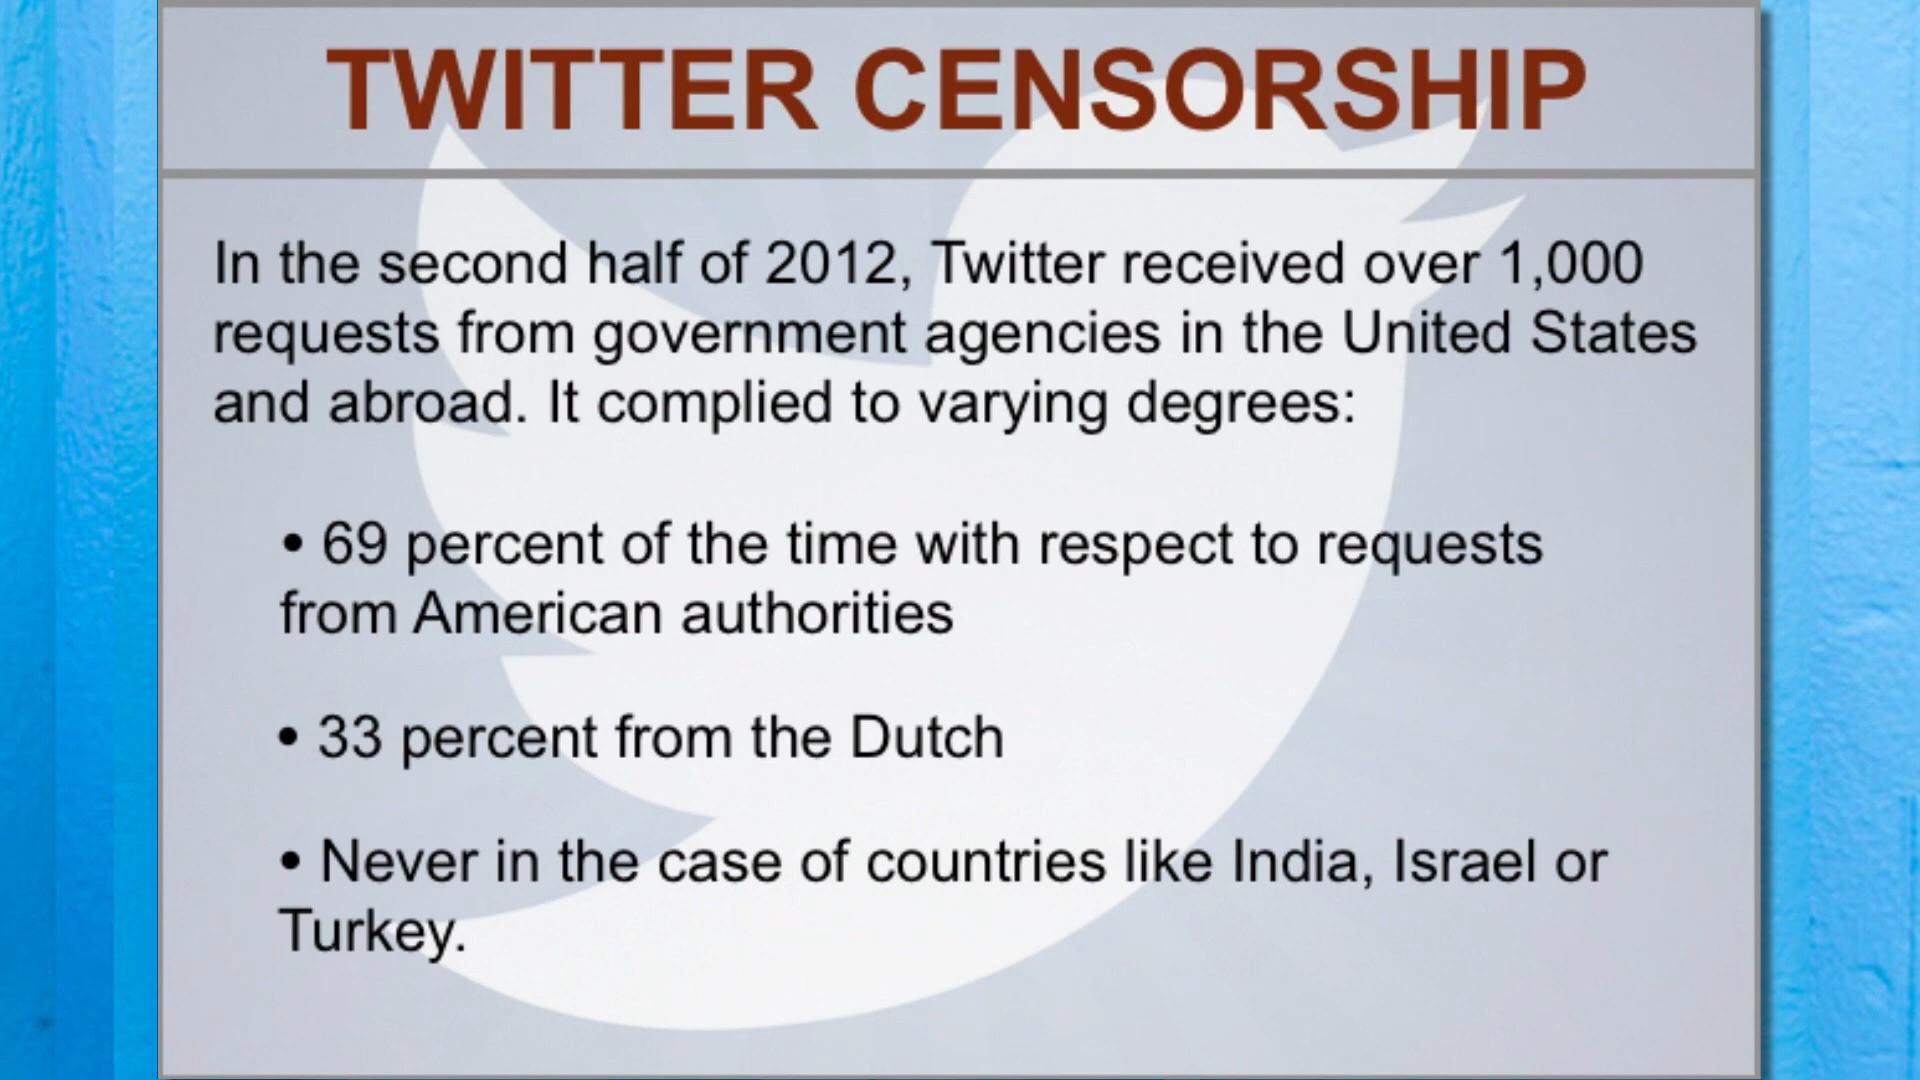 TWITTER CENSORSHIP
In the second half of 2012, Twitter received over 1,000
requests from government agencies in the United States
and abroad. It complied to varying degrees:
• 69 percent of the time with respect to requests
from American authorities
• 33 percent from the Dutch
• Never in the case of countries like India, Israel or
Turkey.